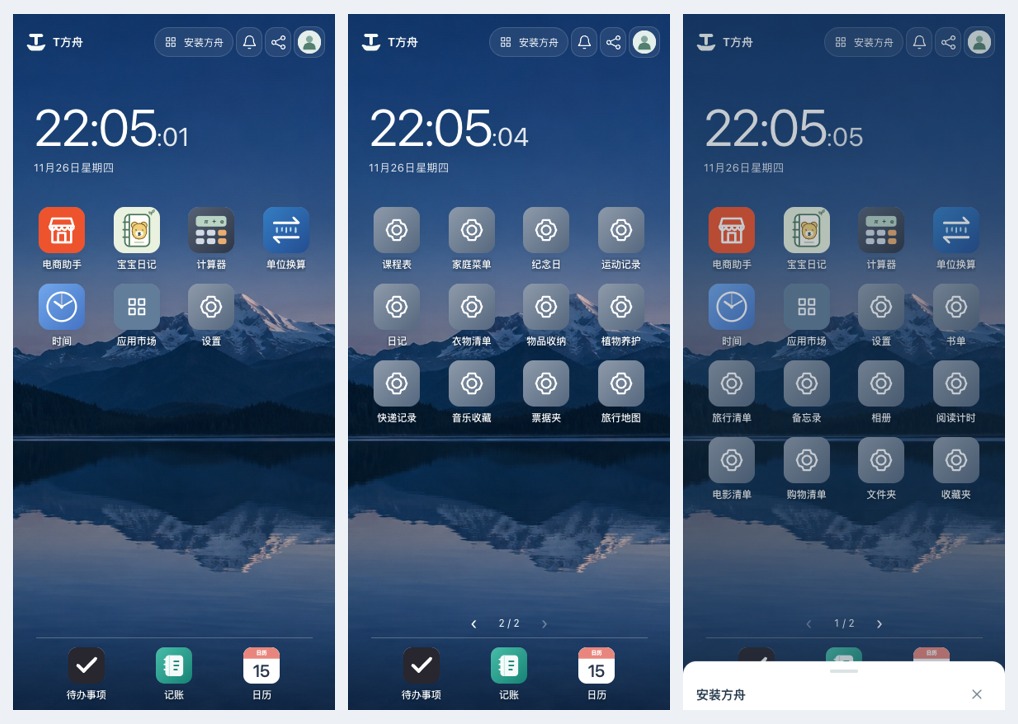 T方舟
安装方舟
22:05:01
11月26日星期四
电商助手 宝宝日记 计算器 单位换算
时间 应用市场 设置
15
待办事项 记账 日历
T方舟
安装方舟
22:05:04
11月26日星期四
课程表 家庭菜单 纪念日 运动记录
日记 衣物清单 物品收纳 植物养护
快递记录 音乐收藏 票据夹 旅行地图
2 / 2
15
待办事项 记账 日历
T方舟
安装方舟
22:05:05
11月26日星期四
电商助手 宝宝日记 计算器 单位换算
时间 应用市场 设置 书单
旅行清单 备忘录 相册 阅读计时
电影清单 购物清单 文件夹 收藏夹
1 / 2
安装方舟